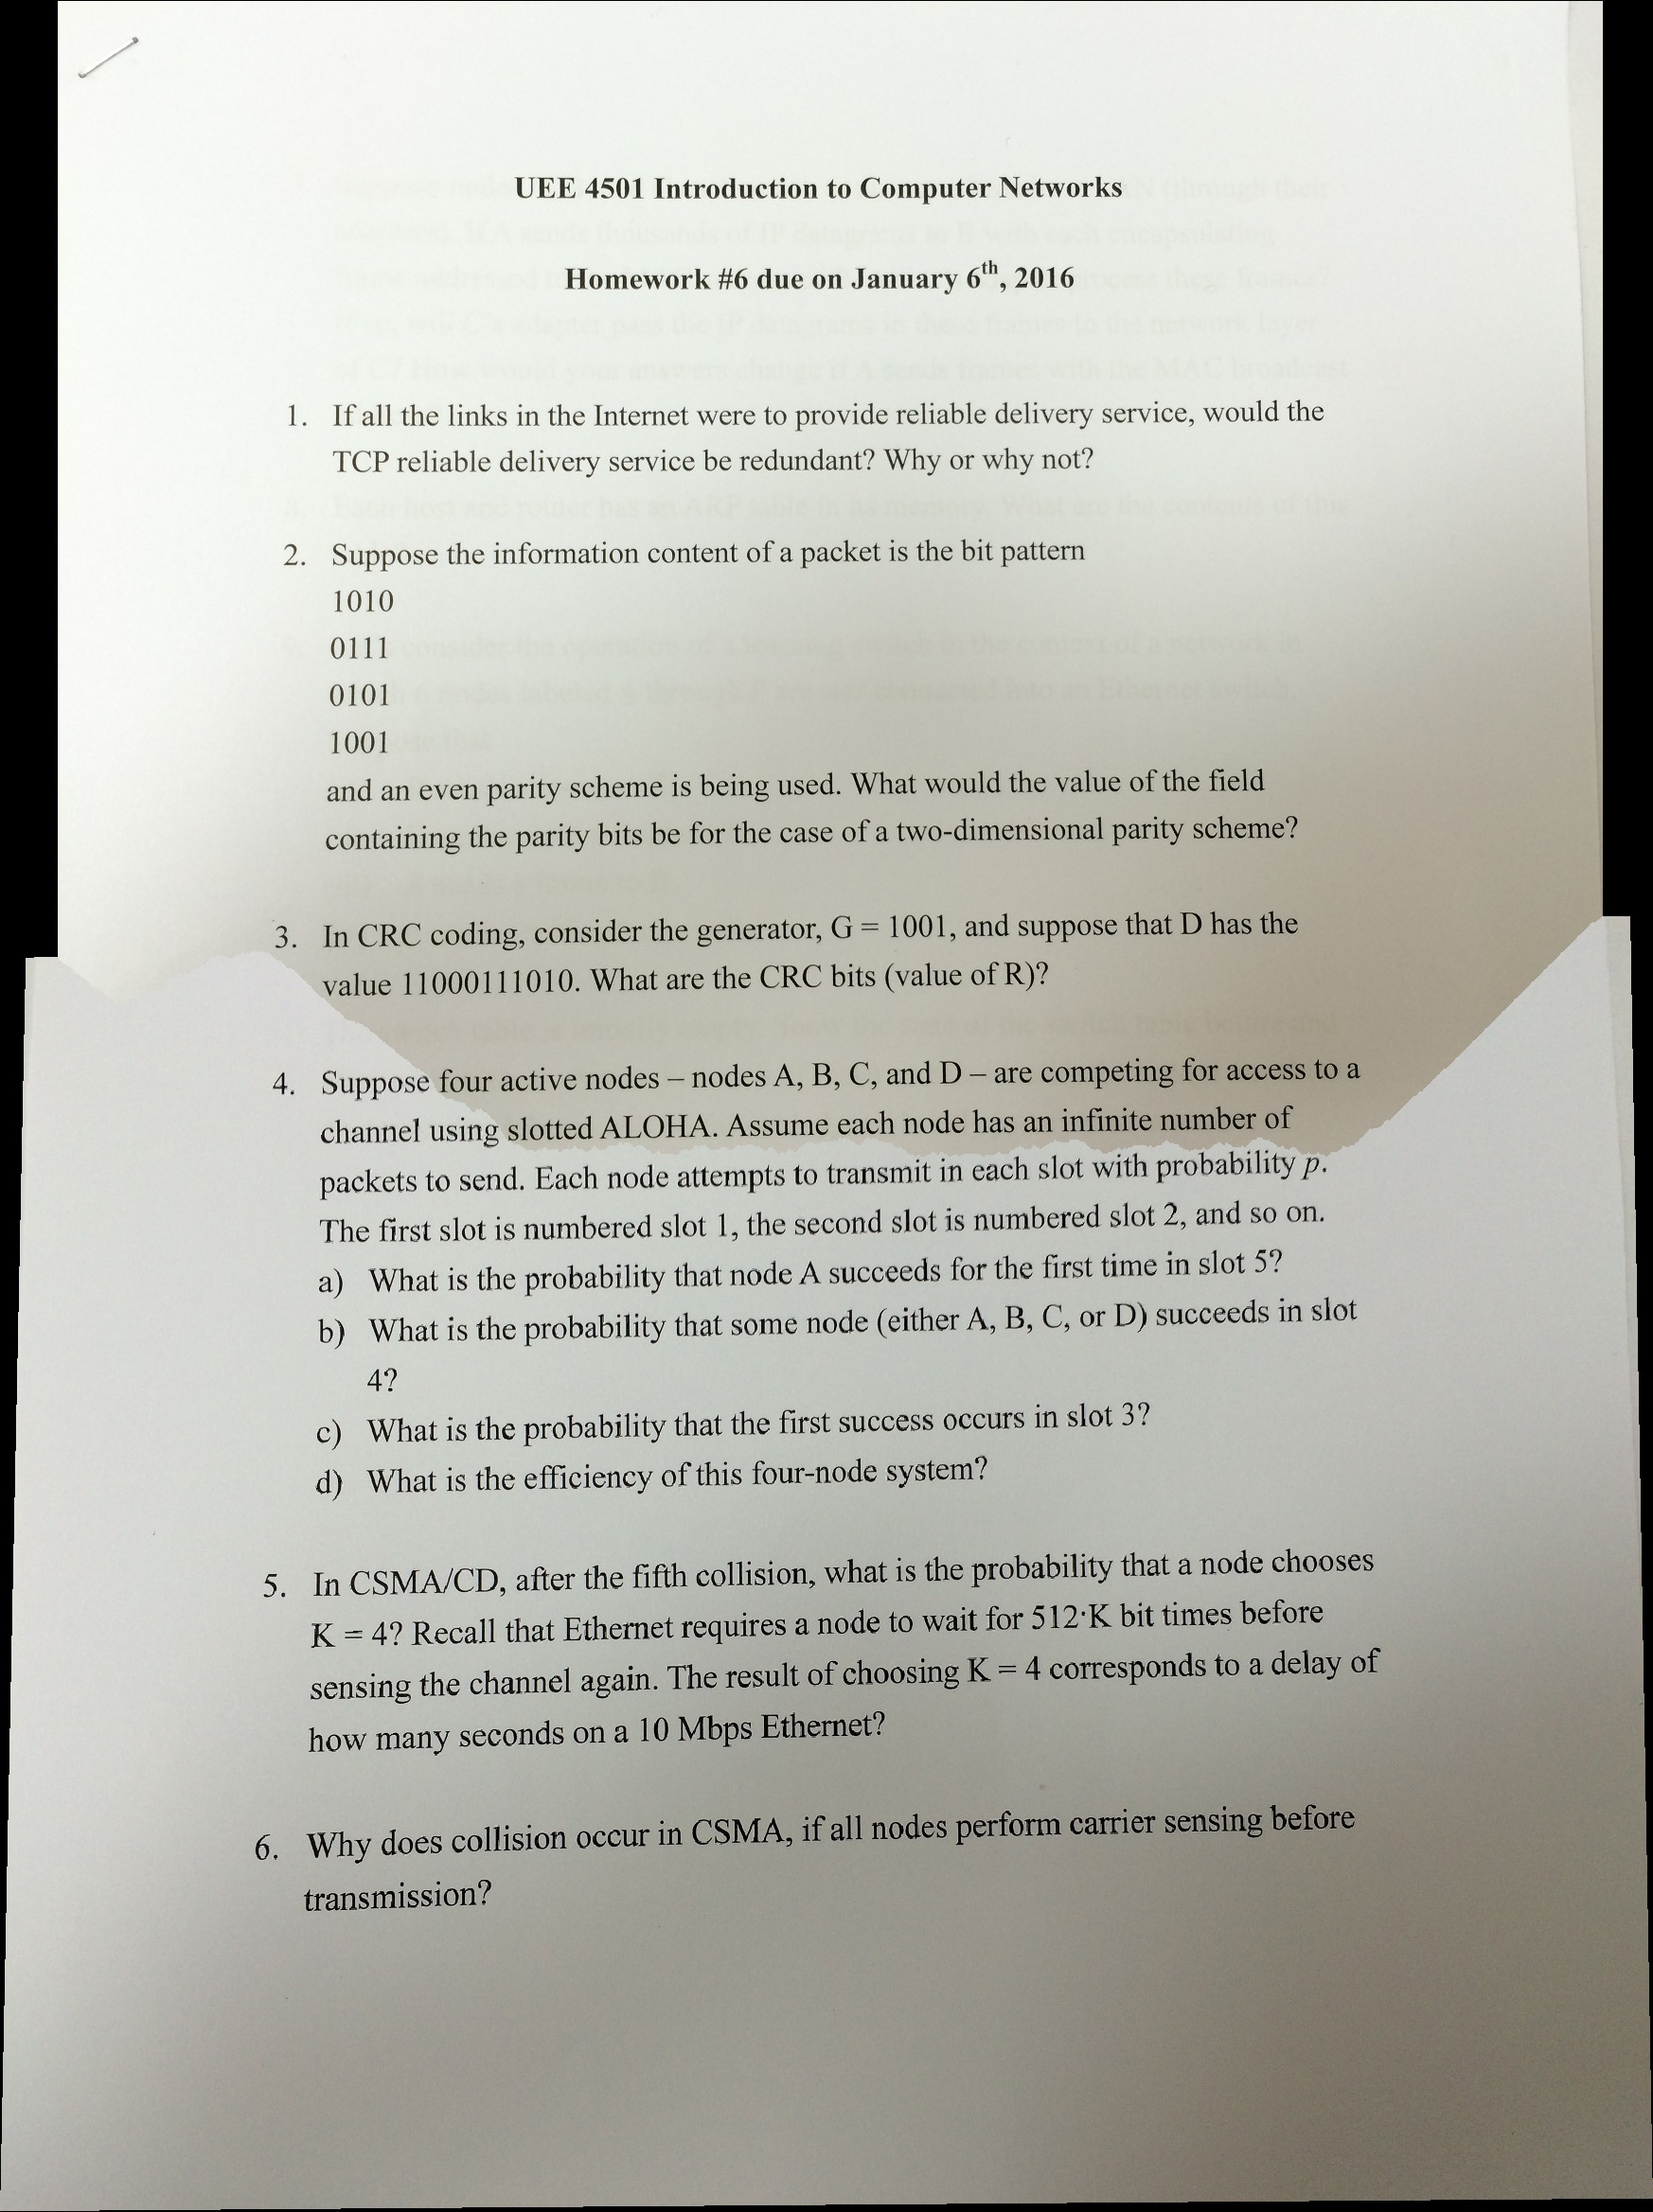 UEE 4501 Introduction to Computer Networks
Homework #6 due on January 6th, 2016
1. If all the links in the Internet were to provide reliable delivery service, would the
TCP reliable delivery service be redundant? Why or why not?
2. Suppose the information content of a packet is the bit pattern
1010
0111
0101
1001
and an even parity scheme is being used. What would the value of the field
containing the parity bits be for the case of a two-dimensional parity scheme?
3. In CRC coding, consider the generator, G = 1001, and suppose that D has the
value 11000111010. What are the CRC bits (value of R)?
4. Suppose four active nodes – nodes A, B, C, and D – are competing for access to a
channel using slotted ALOHA. Assume each node has an infinite number of
packets to send. Each node attempts to transmit in each slot with probability p.
The first slot is numbered slot 1, the second slot is numbered slot 2, and so on.
a) What is the probability that node A succeeds for the first time in slot 5?
b) What is the probability that some node (either A, B, C, or D) succeeds in slot
4?
c) What is the probability that the first success occurs in slot 3?
d) What is the efficiency of this four-node system?
5. In CSMA/CD, after the fifth collision, what is the probability that a node chooses
K = 4? Recall that Ethernet requires a node to wait for 512·K bit times before
sensing the channel again. The result of choosing K = 4 corresponds to a delay of
how many seconds on a 10 Mbps Ethernet?
6. Why does collision occur in CSMA, if all nodes perform carrier sensing before
transmission?